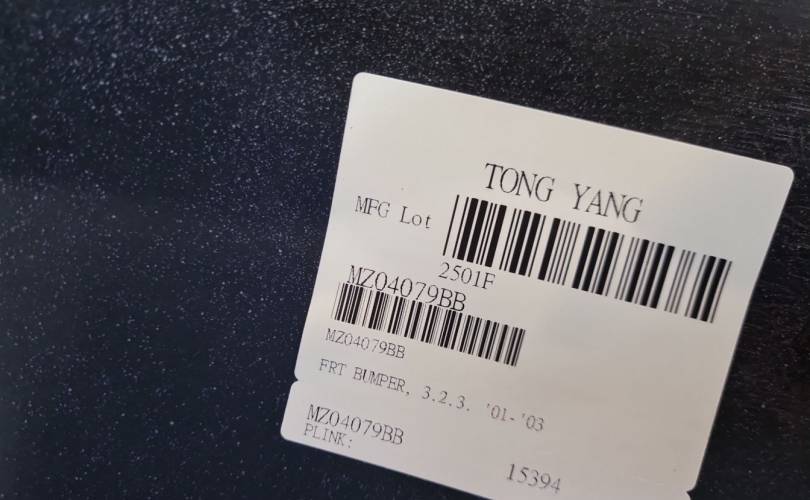 TONG YANG
MFG Lot
2501F
MZ04079BB
MZ04079BB
FRT BUMPER, 3.2.3. '01-'03
MZ04079BB
PLINK:
15394